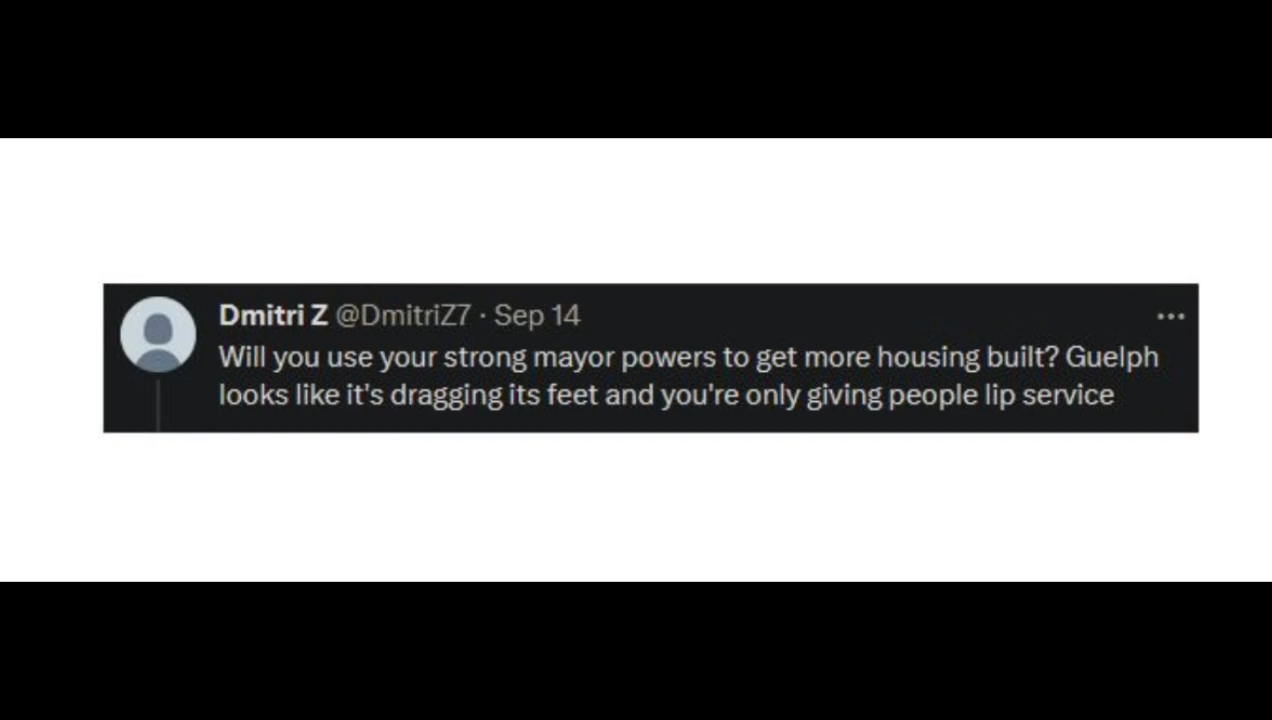 Dmitri Z @DmitriZ7 · Sep 14
Will you use your strong mayor powers to get more housing built? Guelph
looks like it's dragging its feet and you're only giving people lip service